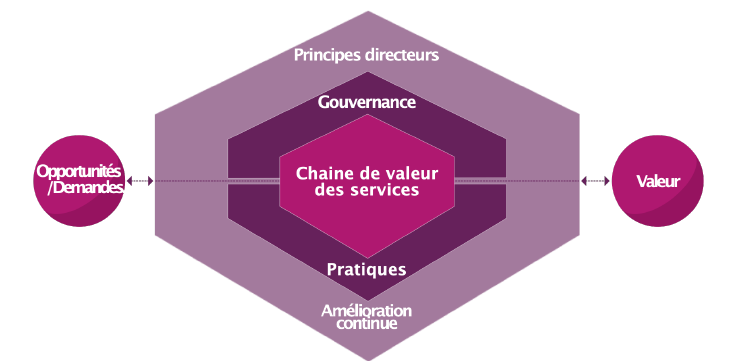 Principes directeurs
Gouvernance
Opportunités
/Demandes
Chaine de valeur
des services
Valeur
Pratiques
Amélioration
continue